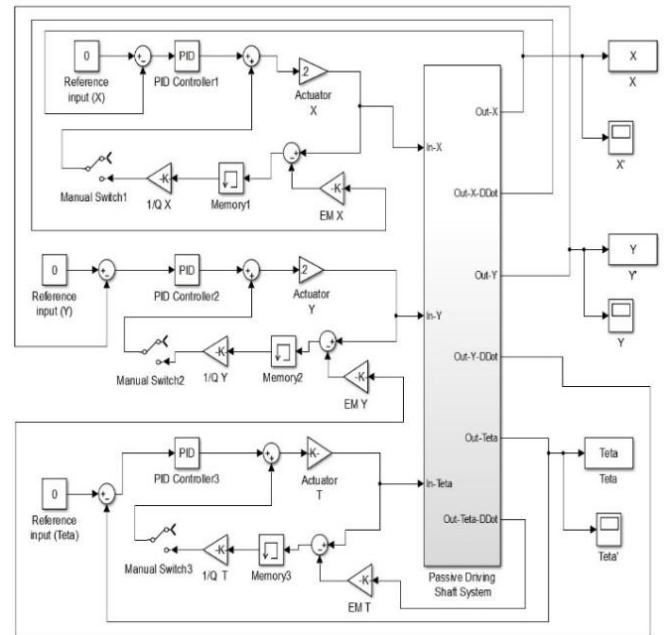 0
Reference
input (X)
PID
PID Controller1
2
Actuator
X
Manual Switch1
-K
1/Q X
Memory1
-K
EM X
0
Reference
input (Y)
PID
PID Controller2
2
Actuator
Y
Manual Switch2
-K
1/Q Y
Memory2
-K
EM Y
0
Reference
input (Teta)
PID
PID Controller3
K-
Actuator
T
Manual Switch3
-K
1/Q T
Memory3
-K
EM T
In-X
In-Y
In-Teta
Out-X
Out-X-DDot
Out-Y
Out-Y-DDot
Out-Teta
Out-Teta-DDot
Passive Driving
Shaft System
X
X
X'
Y
Y'
Y
Teta
Teta
Teta'